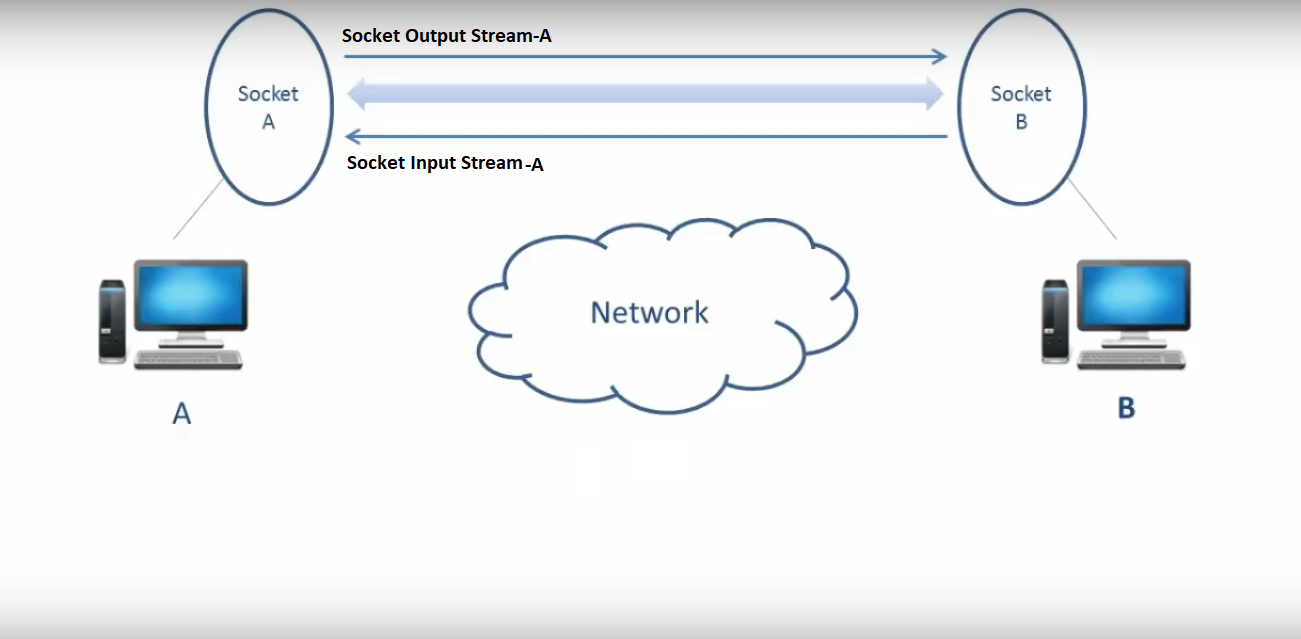 Socket Output Stream-A
Socket
A
Socket
B
Socket Input Stream-A
Network
A
B